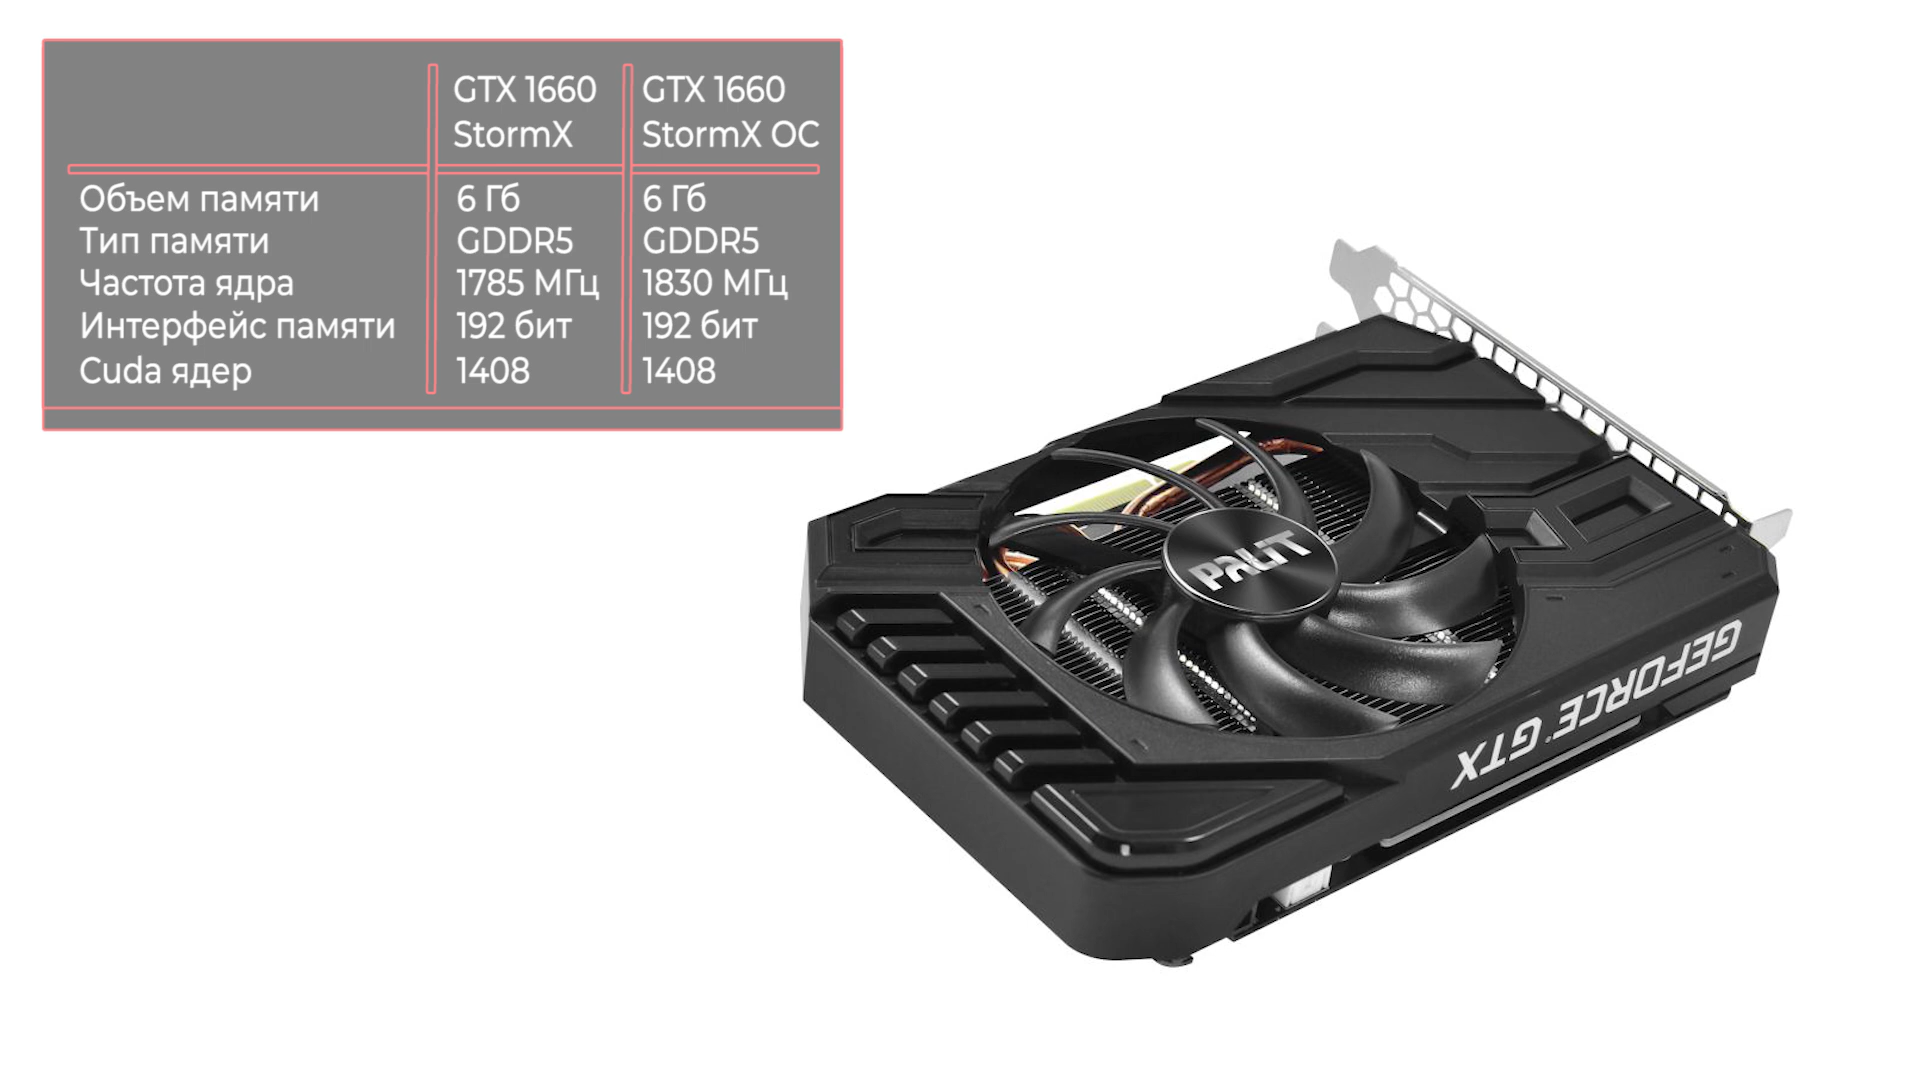 GTX 1660 GTX 1660
StormX StormX OC
Объем памяти 6 Гб 6 Гб
Тип памяти GDDR5 GDDR5
Частота ядра 1785 МГц 1830 МГц
Интерфейс памяти 192 бит 192 бит
Cuda ядер 1408 1408
PALIT
GEFORCE GTX